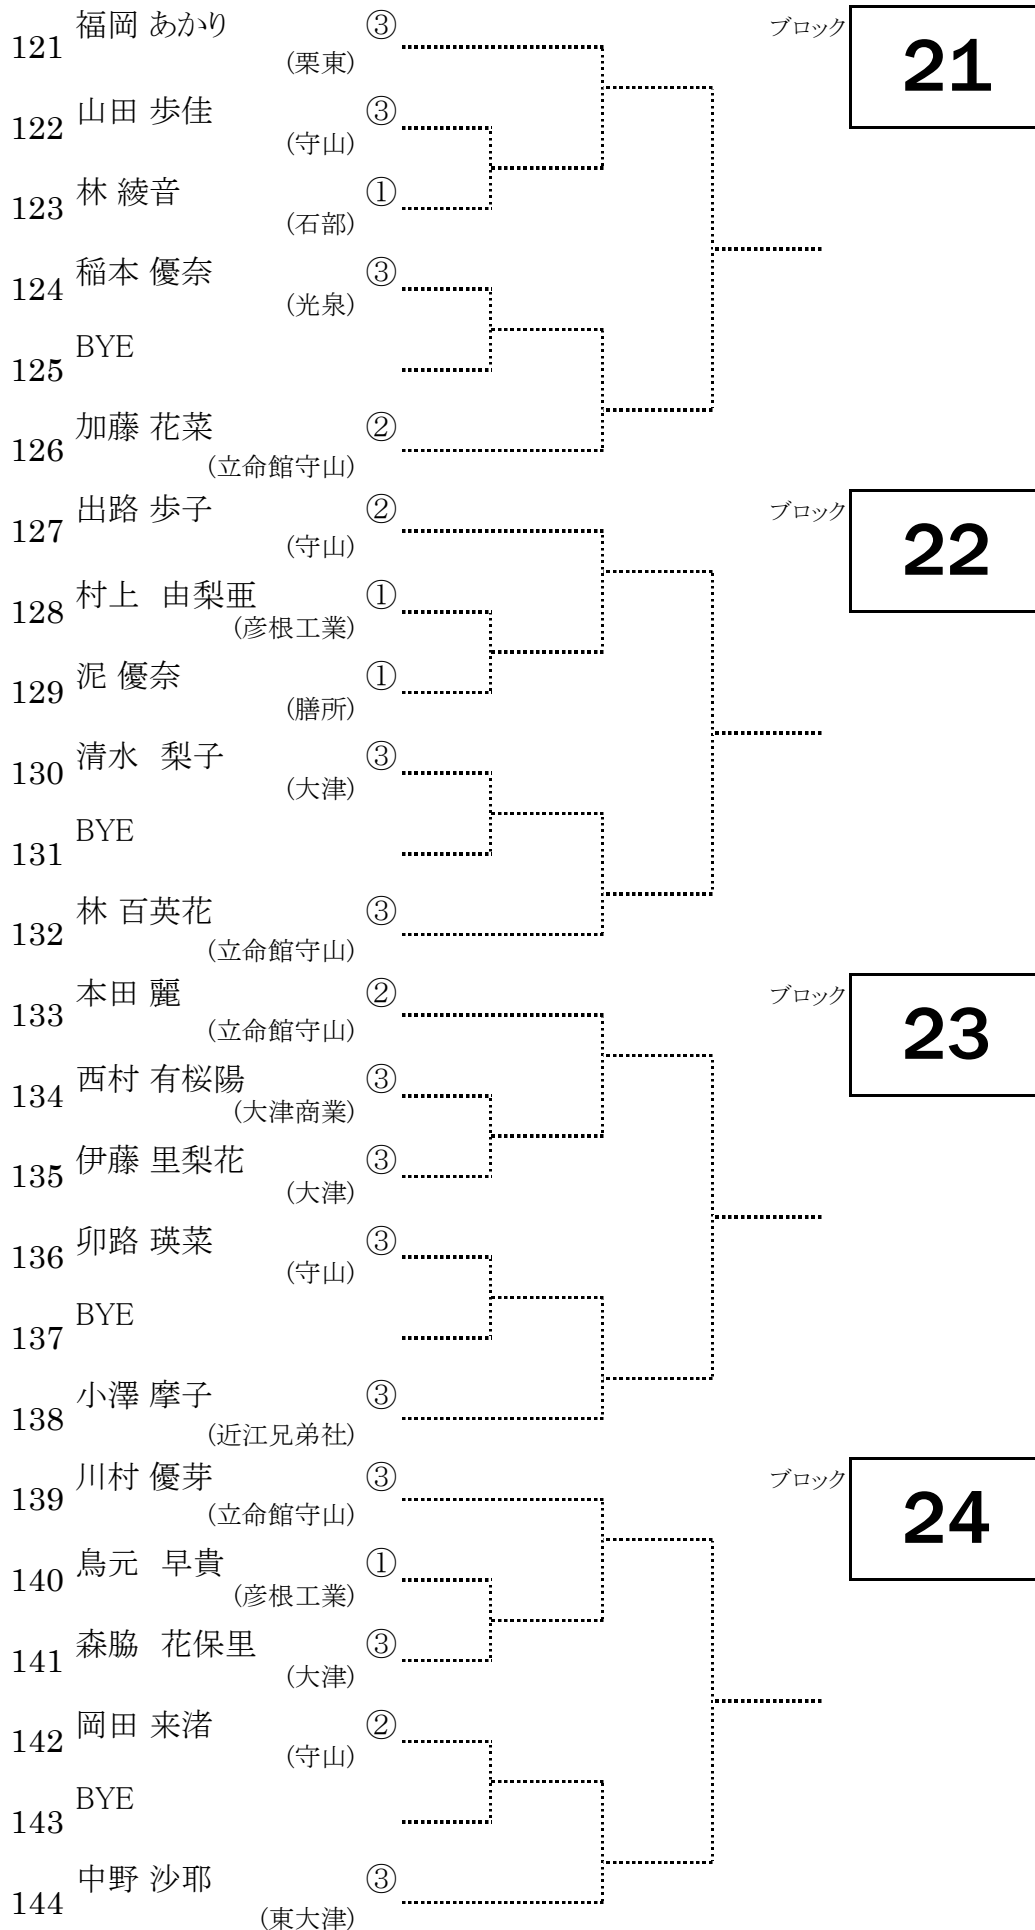 121 福岡 あかり ③
(栗東)
122 山田 歩佳 ③
(守山)
123 林 綾音 ①
(石部)
124 稲本 優奈 ③
(光泉)
125 BYE
126 加藤 花菜 ②
(立命館守山)
ブロック 21
127 出路 歩子 ②
(守山)
128 村上 由梨亜 ①
(彦根工業)
129 泥 優奈 ①
(膳所)
130 清水 梨子 ③
(大津)
131 BYE
132 林 百英花 ③
(立命館守山)
ブロック 22
133 本田 麗 ②
(立命館守山)
134 西村 有桜陽 ③
(大津商業)
135 伊藤 里梨花 ③
(大津)
136 卯路 瑛菜 ③
(守山)
137 BYE
138 小澤 摩子 ③
(近江兄弟社)
ブロック 23
139 川村 優芽 ③
(立命館守山)
140 鳥元 早貴 ①
(彦根工業)
141 森脇 花保里 ③
(大津)
142 岡田 来渚 ②
(守山)
143 BYE
144 中野 沙耶 ③
(東大津)
ブロック 24